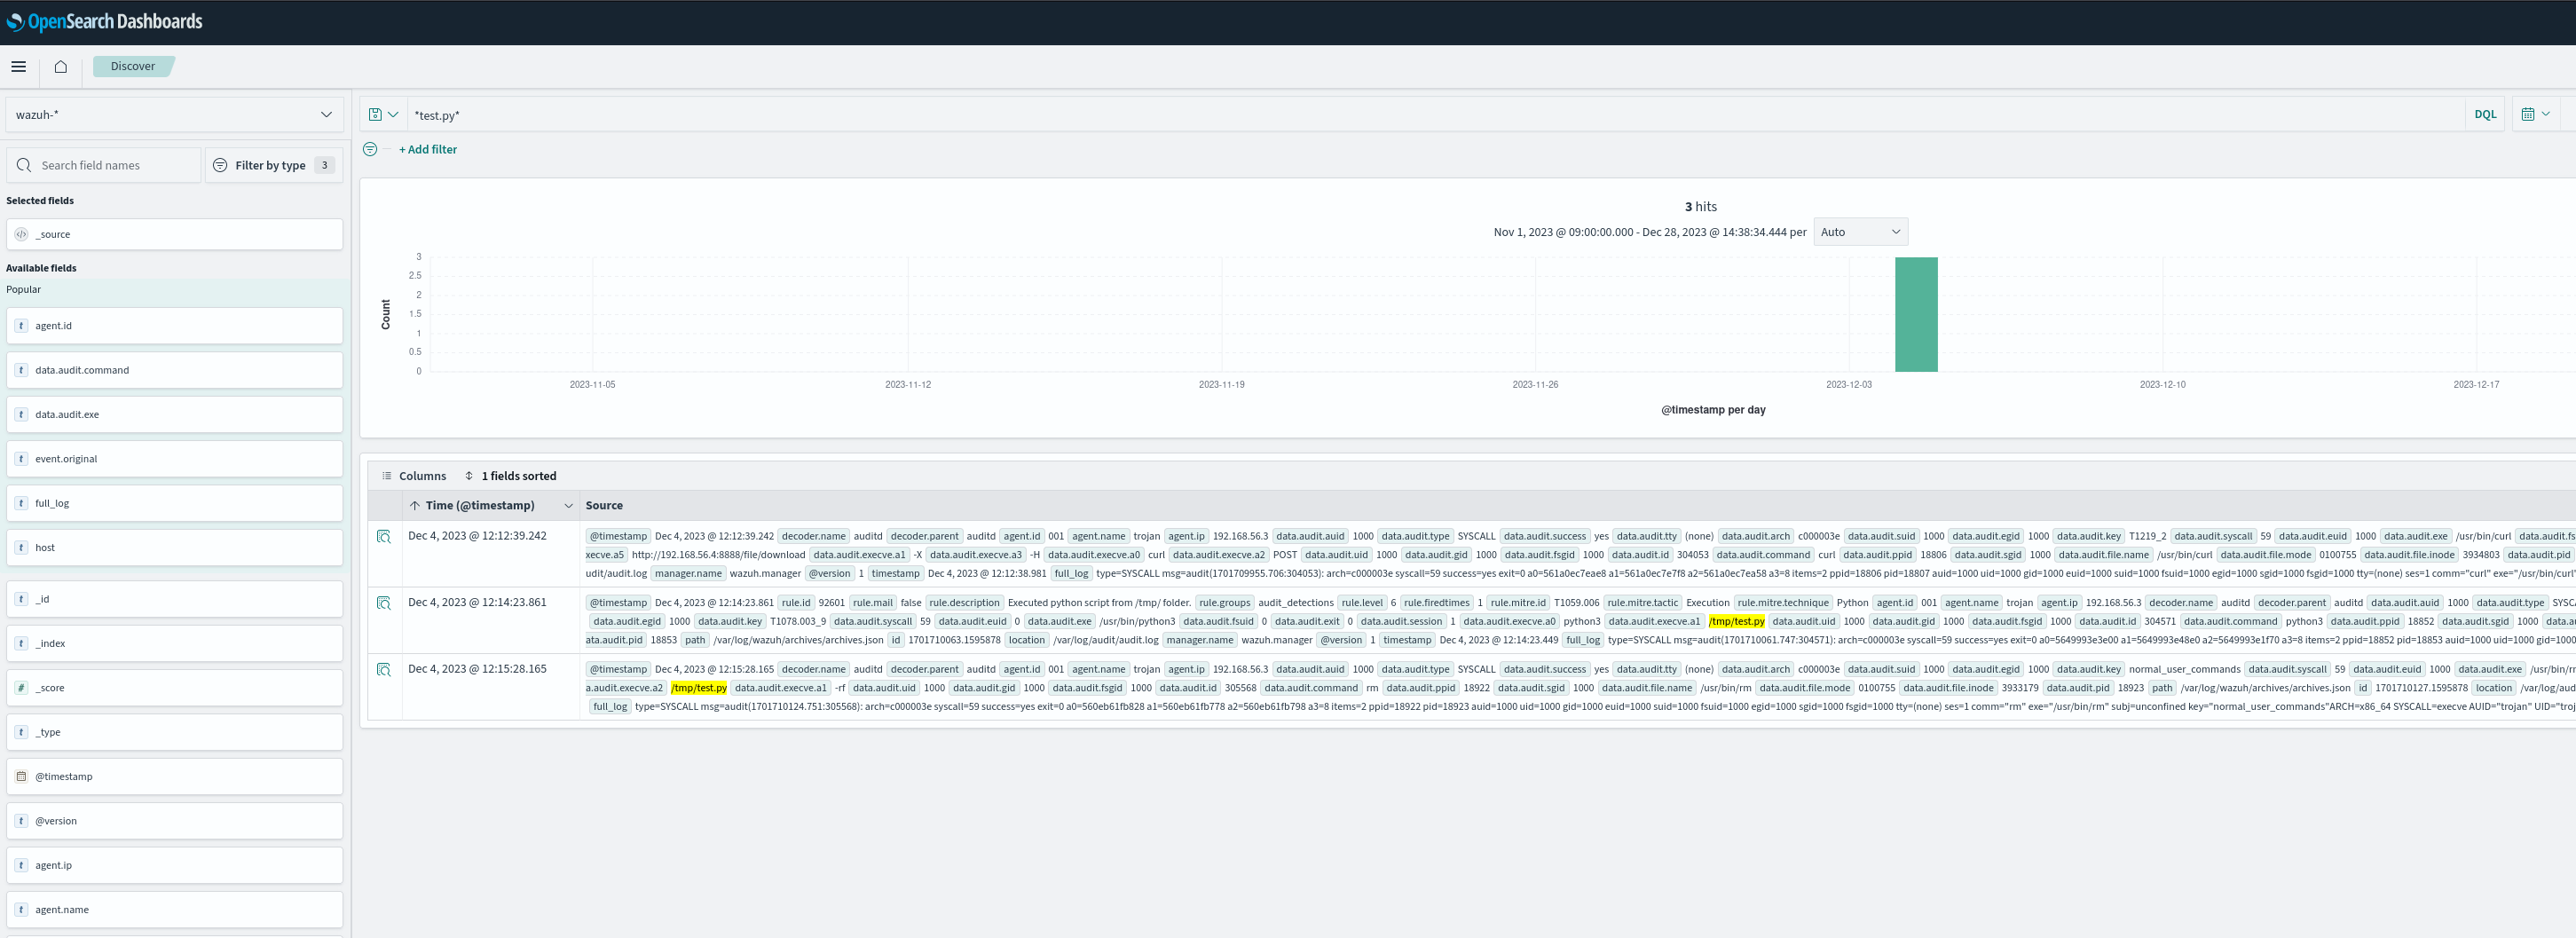 OpenSearch Dashboards
Discover
wazuh-*
*test.py*
DQL
Search field names
Filter by type 3
+ Add filter
Selected fields
_source
Available fields
Popular
agent.id
data.audit.command
data.audit.exe
event.original
full_log
host
_id
_index
_score
_type
@timestamp
@version
agent.ip
agent.name
3 hits
Nov 1, 2023 @ 09:00:00.000 - Dec 28, 2023 @ 14:38:34.444 per Auto
Count
3
2.5
2
1.5
1
0.5
0
2023-11-05 2023-11-12 2023-11-19 2023-11-26 2023-12-03 2023-12-10 2023-12-17
@timestamp per day
Columns 1 fields sorted
Time (@timestamp) Source
Dec 4, 2023 @ 12:12:39.242 @timestamp Dec 4, 2023 @ 12:12:39.242 decoder.name auditd decoder.parent auditd agent.id 001 agent.name trojan agent.ip 192.168.56.3 data.audit.auid 1000 data.audit.type SYSCALL data.audit.success yes data.audit.tty (none) data.audit.arch c000003e data.audit.suid 1000 data.audit.egid 1000 data.audit.key T1219_2 data.audit.syscall 59 data.audit.euid 1000 data.audit.exe /usr/bin/curl data.audit.fs
xecve.a5 http://192.168.56.4:8888/file/download data.audit.execve.a1 -X data.audit.execve.a3 -H data.audit.execve.a0 curl data.audit.execve.a2 POST data.audit.uid 1000 data.audit.gid 1000 data.audit.fsgid 1000 data.audit.id 304053 data.audit.command curl data.audit.ppid 18806 data.audit.sgid 1000 data.audit.file.name /usr/bin/curl data.audit.file.mode 0100755 data.audit.file.inode 3934803 data.audit.pid
udit/audit.log manager.name wazuh.manager @version 1 timestamp Dec 4, 2023 @ 12:12:38.981 full_log type=SYSCALL msg=audit(1701709955.706:304053): arch=c000003e syscall=59 success=yes exit=0 a0=561a0ec7eae8 a1=561a0ec7e7f8 a2=561a0ec7ea58 a3=8 items=2 ppid=18806 pid=18807 auid=1000 uid=1000 gid=1000 euid=1000 suid=1000 fsuid=1000 egid=1000 sgid=1000 fsgid=1000 tty=(none) ses=1 comm="curl" exe="/usr/bin/curl"
Dec 4, 2023 @ 12:14:23.861 @timestamp Dec 4, 2023 @ 12:14:23.861 rule.id 92601 rule.mail false rule.description Executed python script from /tmp/ folder. rule.groups audit_detections rule.level 6 rule.firedtimes 1 rule.mitre.id T1059.006 rule.mitre.tactic Execution rule.mitre.technique Python agent.id 001 agent.name trojan agent.ip 192.168.56.3 decoder.name auditd decoder.parent auditd data.audit.auid 1000 data.audit.type SYSC
data.audit.egid 1000 data.audit.key T1078.003_9 data.audit.syscall 59 data.audit.euid 0 data.audit.exe /usr/bin/python3 data.audit.fsuid 0 data.audit.exit 0 data.audit.session 1 data.audit.execve.a0 python3 data.audit.execve.a1 /tmp/test.py data.audit.uid 1000 data.audit.gid 1000 data.audit.fsgid 1000 data.audit.id 304571 data.audit.command python3 data.audit.ppid 18852 data.audit.sgid 1000 data.a
ata.audit.pid 18853 path /var/log/wazuh/archives/archives.json id 1701710063.1595878 location /var/log/audit/audit.log manager.name wazuh.manager @version 1 timestamp Dec 4, 2023 @ 12:14:23.449 full_log type=SYSCALL msg=audit(1701710061.747:304571): arch=c000003e syscall=59 success=yes exit=0 a0=5649993e3e00 a1=5649993e48e0 a2=5649993e1f70 a3=8 items=2 ppid=18852 pid=18853 auid=1000 uid=1000 gid=100
Dec 4, 2023 @ 12:15:28.165 @timestamp Dec 4, 2023 @ 12:15:28.165 decoder.name auditd decoder.parent auditd agent.id 001 agent.name trojan agent.ip 192.168.56.3 data.audit.auid 1000 data.audit.type SYSCALL data.audit.success yes data.audit.tty (none) data.audit.arch c000003e data.audit.suid 1000 data.audit.egid 1000 data.audit.key normal_user_commands data.audit.syscall 59 data.audit.euid 1000 data.audit.exe /usr/bin/r
a.audit.execve.a2 /tmp/test.py data.audit.execve.a1 -rf data.audit.uid 1000 data.audit.gid 1000 data.audit.fsgid 1000 data.audit.id 305568 data.audit.command rm data.audit.ppid 18922 data.audit.sgid 1000 data.audit.file.name /usr/bin/rm data.audit.file.mode 0100755 data.audit.file.inode 3933179 data.audit.pid 18923 path /var/log/wazuh/archives/archives.json id 1701710127.1595878 location /var/log/aud
full_log type=SYSCALL msg=audit(1701710124.751:305568): arch=c000003e syscall=59 success=yes exit=0 a0=560eb61fb828 a1=560eb61fb778 a2=560eb61fb798 a3=8 items=2 ppid=18922 pid=18923 auid=1000 uid=1000 gid=1000 euid=1000 suid=1000 fsuid=1000 egid=1000 sgid=1000 fsgid=1000 tty=(none) ses=1 comm="rm" exe="/usr/bin/rm" subj=unconfined key="normal_user_commands"ARCH=x86_64 SYSCALL=execve AUID="trojan" UID="troj